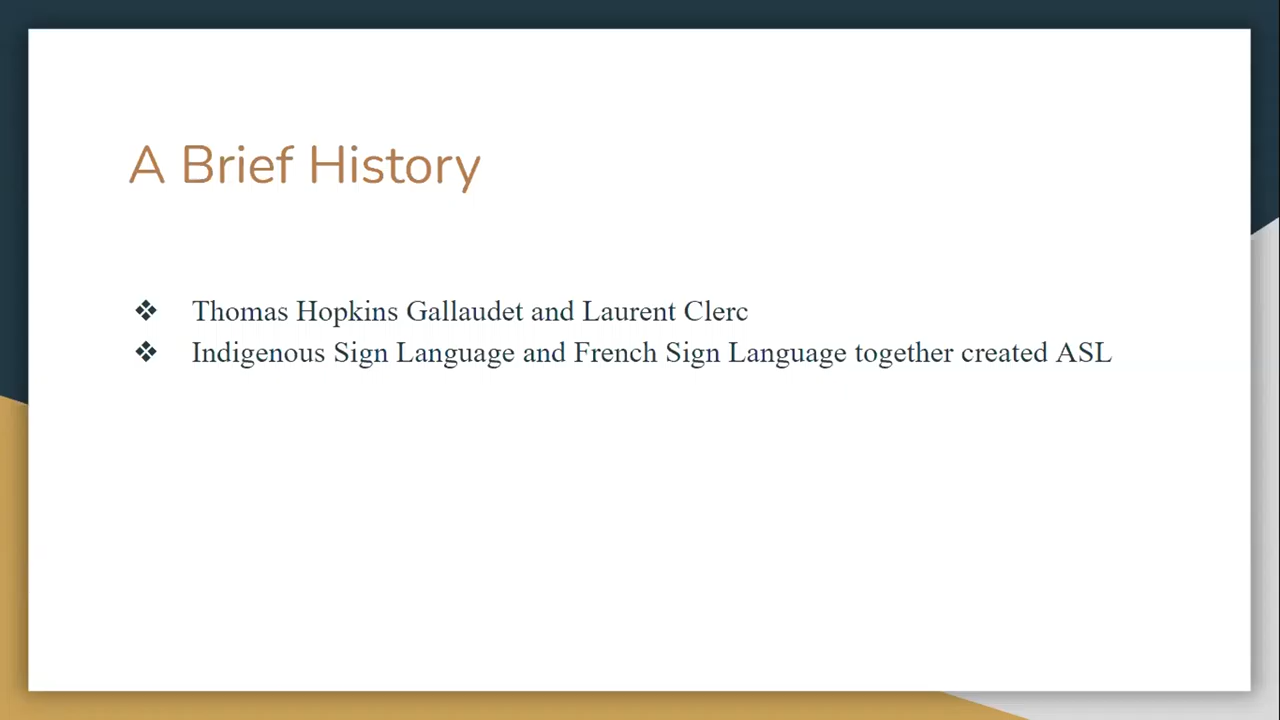 A Brief History
❖ Thomas Hopkins Gallaudet and Laurent Clerc
❖ Indigenous Sign Language and French Sign Language together created ASL